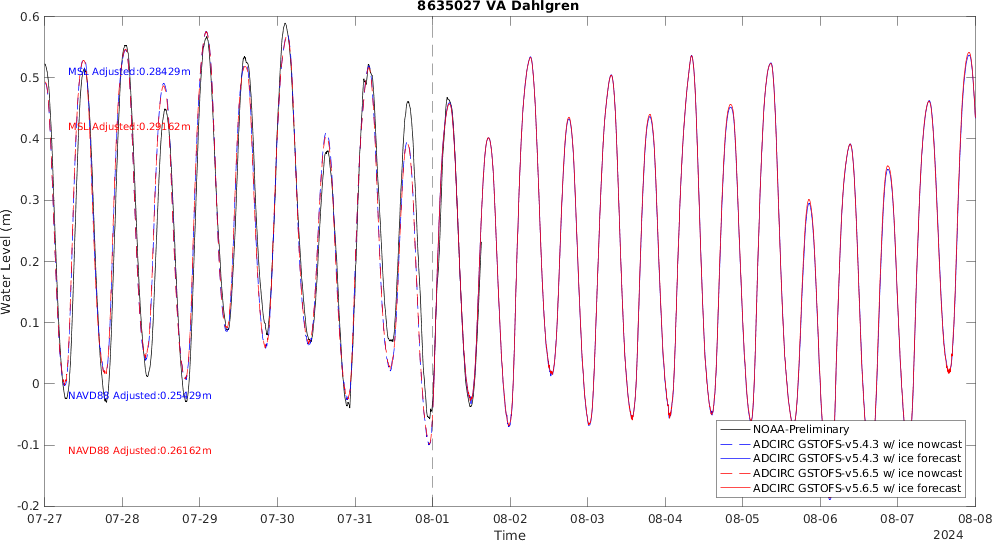 8635027 VA Dahlgren
0.6
0.5
0.4
0.3
0.2
0.1
0
-0.1
-0.2
Water Level (m)
MSL Adjusted:0.28429m
MSL Adjusted:0.29162m
NAVD88 Adjusted:0.25429m
NAVD88 Adjusted:0.26162m
NOAA-Preliminary
ADCIRC GSTOFS-v5.4.3 w/ ice nowcast
ADCIRC GSTOFS-v5.4.3 w/ ice forecast
ADCIRC GSTOFS-v5.6.5 w/ ice nowcast
ADCIRC GSTOFS-v5.6.5 w/ ice forecast
07-27 07-28 07-29 07-30 07-31 08-01 08-02 08-03 08-04 08-05 08-06 08-07 08-08
Time
2024